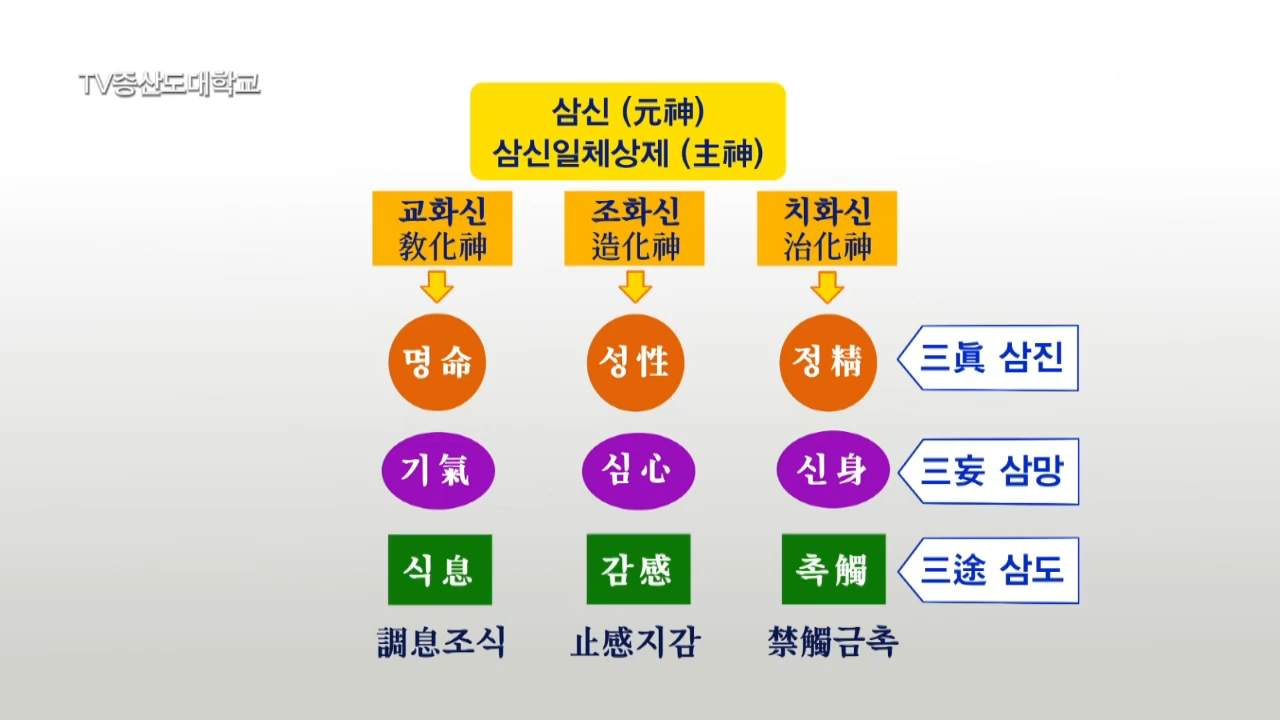 TV증산도대학교
삼신 (元神)
삼신일체상제 (主神)
교화신 조화신 치화신
敎化神 造化神 治化神
명命 성性 정精 三眞 삼진
기氣 심心 신身 三妄 삼망
식息 감感 촉觸 三途 삼도
調息조식 止感지감 禁觸금촉